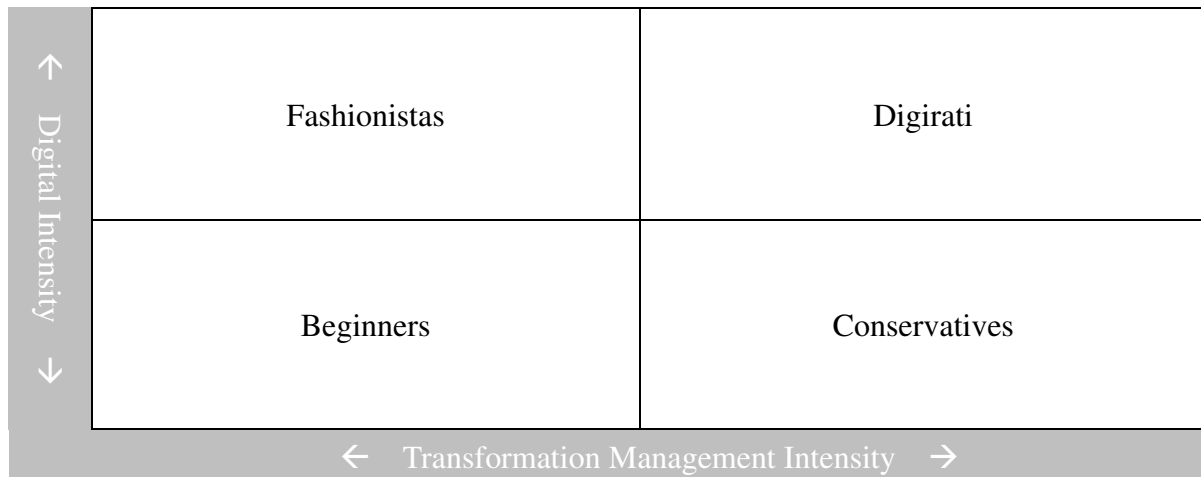 ↑ Digital Intensity ↓
Fashionistas
Digirati
Beginners
Conservatives
← Transformation Management Intensity →